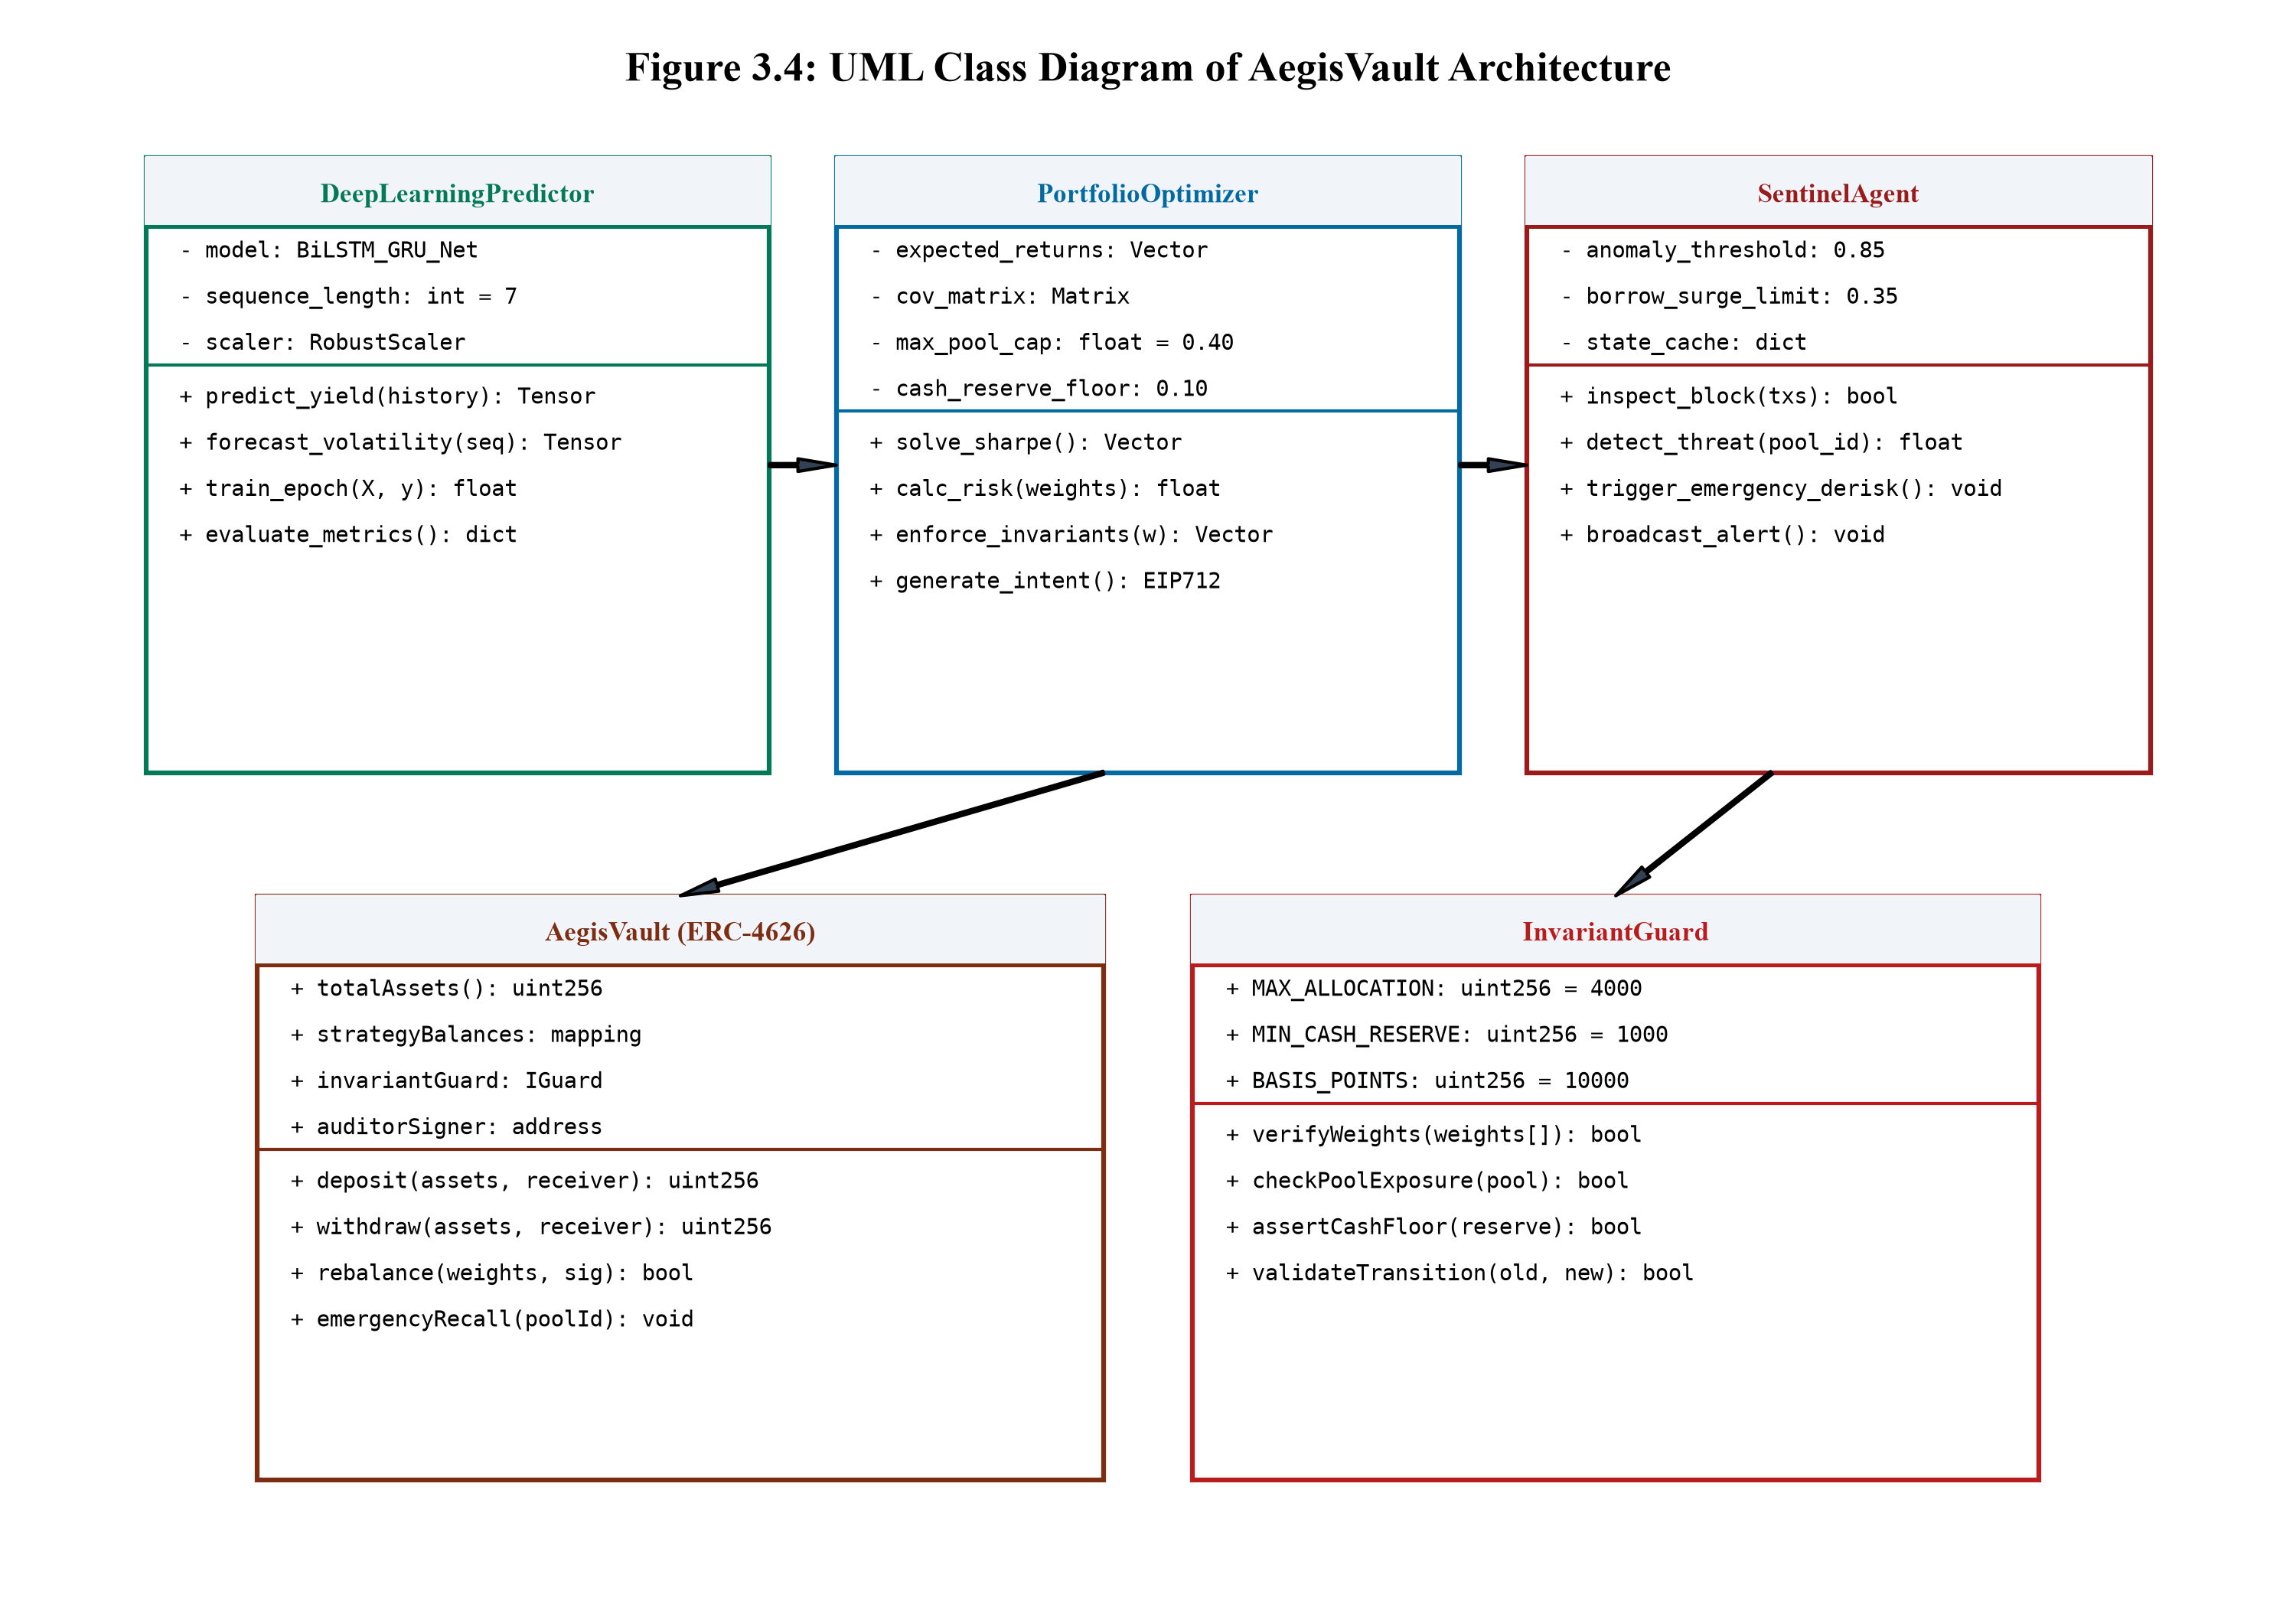 Figure 3.4: UML Class Diagram of AegisVault Architecture
DeepLearningPredictor
- model: BiLSTM_GRU_Net
- sequence_length: int = 7
- scaler: RobustScaler
+ predict_yield(history): Tensor
+ forecast_volatility(seq): Tensor
+ train_epoch(X, y): float
+ evaluate_metrics(): dict
PortfolioOptimizer
- expected_returns: Vector
- cov_matrix: Matrix
- max_pool_cap: float = 0.40
- cash_reserve_floor: 0.10
+ solve_sharpe(): Vector
+ calc_risk(weights): float
+ enforce_invariants(w): Vector
+ generate_intent(): EIP712
SentinelAgent
- anomaly_threshold: 0.85
- borrow_surge_limit: 0.35
- state_cache: dict
+ inspect_block(txs): bool
+ detect_threat(pool_id): float
+ trigger_emergency_derisk(): void
+ broadcast_alert(): void
AegisVault (ERC-4626)
+ totalAssets(): uint256
+ strategyBalances: mapping
+ invariantGuard: IGuard
+ auditorSigner: address
+ deposit(assets, receiver): uint256
+ withdraw(assets, receiver): uint256
+ rebalance(weights, sig): bool
+ emergencyRecall(poolId): void
InvariantGuard
+ MAX_ALLOCATION: uint256 = 4000
+ MIN_CASH_RESERVE: uint256 = 1000
+ BASIS_POINTS: uint256 = 10000
+ verifyWeights(weights[]): bool
+ checkPoolExposure(pool): bool
+ assertCashFloor(reserve): bool
+ validateTransition(old, new): bool